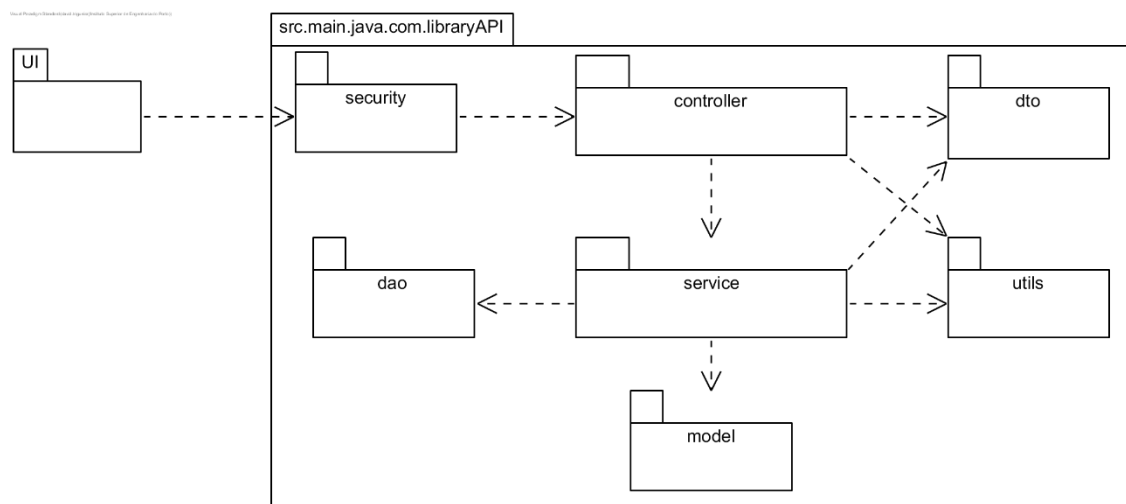 src.main.java.com.libraryAPI
UI
security
controller
dto
dao
service
utils
model